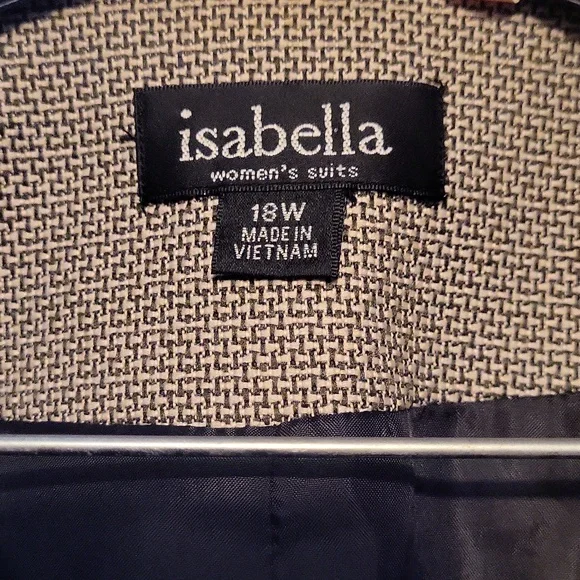 isabella
women's suits
18W
MADE IN
VIETNAM